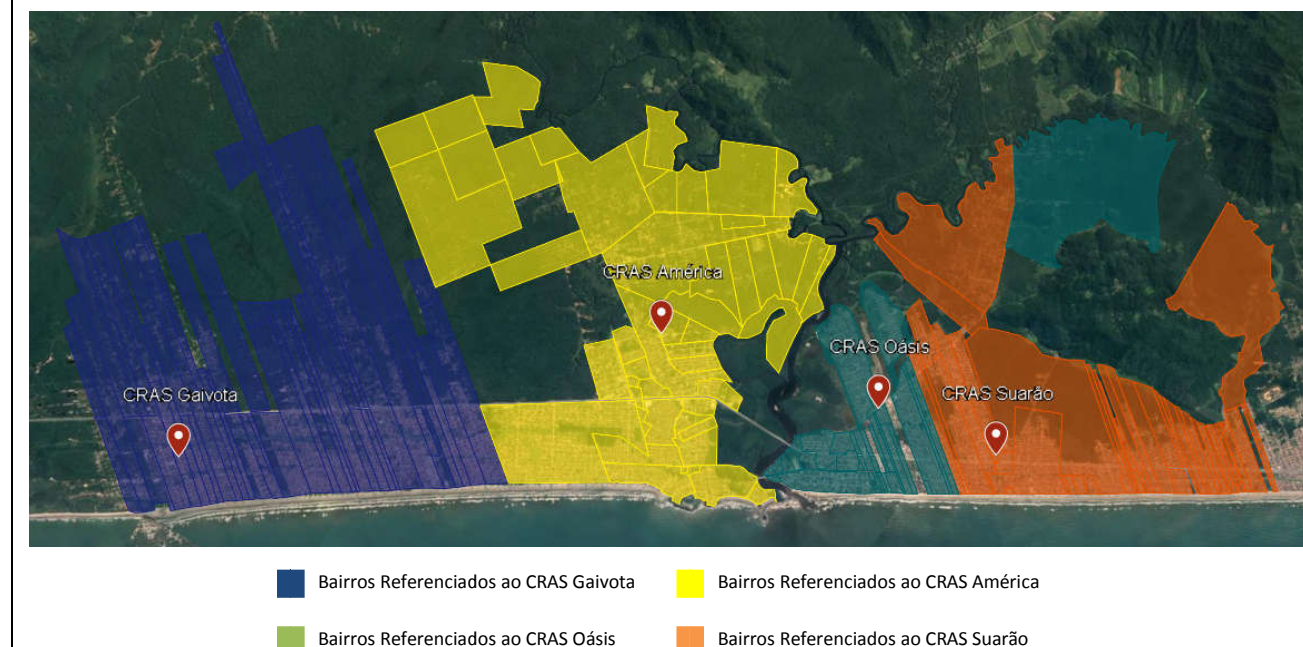 CRAS América
CRAS Oásis
CRAS Gaivota
CRAS Suarão
Bairros Referenciados ao CRAS Gaivota
Bairros Referenciados ao CRAS América
Bairros Referenciados ao CRAS Oásis
Bairros Referenciados ao CRAS Suarão